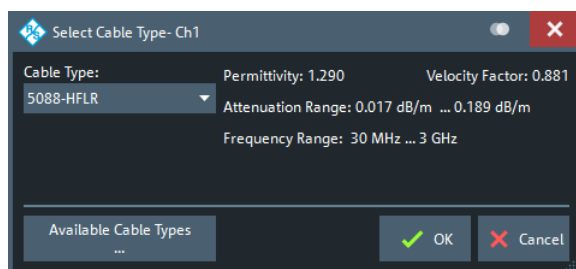 Select Cable Type- Ch1
Cable Type:
5088-HFLR
Permittivity: 1.290 Velocity Factor: 0.881
Attenuation Range: 0.017 dB/m ... 0.189 dB/m
Frequency Range: 30 MHz ... 3 GHz
Available Cable Types
...
OK
Cancel